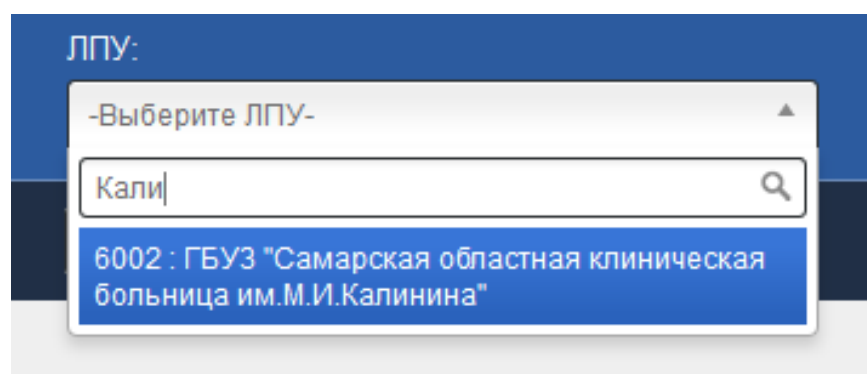 ЛПУ:
-Выберите ЛПУ-
Кали
6002 : ГБУЗ "Самарская областная клиническая
больница им.М.И.Калинина"